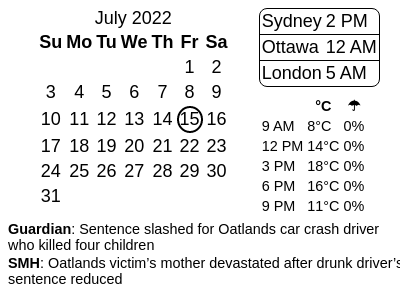 July 2022
Su Mo Tu We Th Fr Sa
1 2
3 4 5 6 7 8 9
10 11 12 13 14 15 16
17 18 19 20 21 22 23
24 25 26 27 28 29 30
31
Sydney 2 PM
Ottawa 12 AM
London 5 AM
°C ☂
9 AM 8°C 0%
12 PM 14°C 0%
3 PM 18°C 0%
6 PM 16°C 0%
9 PM 11°C 0%
Guardian: Sentence slashed for Oatlands car crash driver
who killed four children
SMH: Oatlands victim's mother devastated after drunk driver's
sentence reduced